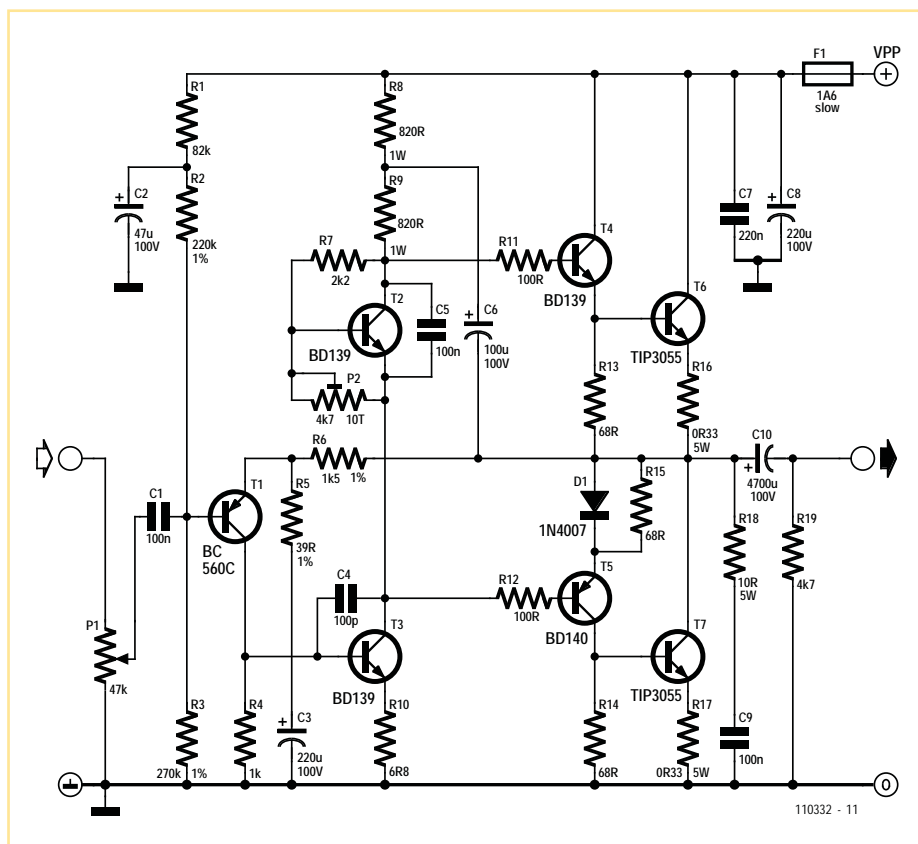 F1
VPP
1A6
slow
R1
82k
R8
820R
1W
C2
47u
100V
R2
220k
1%
R9
820R
1W
C7
220n
C8
220u
100V
R7
2k2
R11
100R
T4
BD139
T2
BD139
C5
100n
C6
100u
100V
T6
TIP3055
P2
4k7
10T
R13
68R
R16
0R33
5W
R6
1k5
1%
C10
4700u
100V
C1
100n
T1
BC
560C
R5
39R
1%
D1
1N4007
R15
68R
R18
10R
5W
R19
4k7
C4
100p
R12
100R
T5
BD140
P1
47k
T3
BD139
T7
TIP3055
R3
270k
1%
R4
1k
C3
220u
100V
R10
6R8
R14
68R
R17
0R33
5W
C9
100n
0
110332 - 11